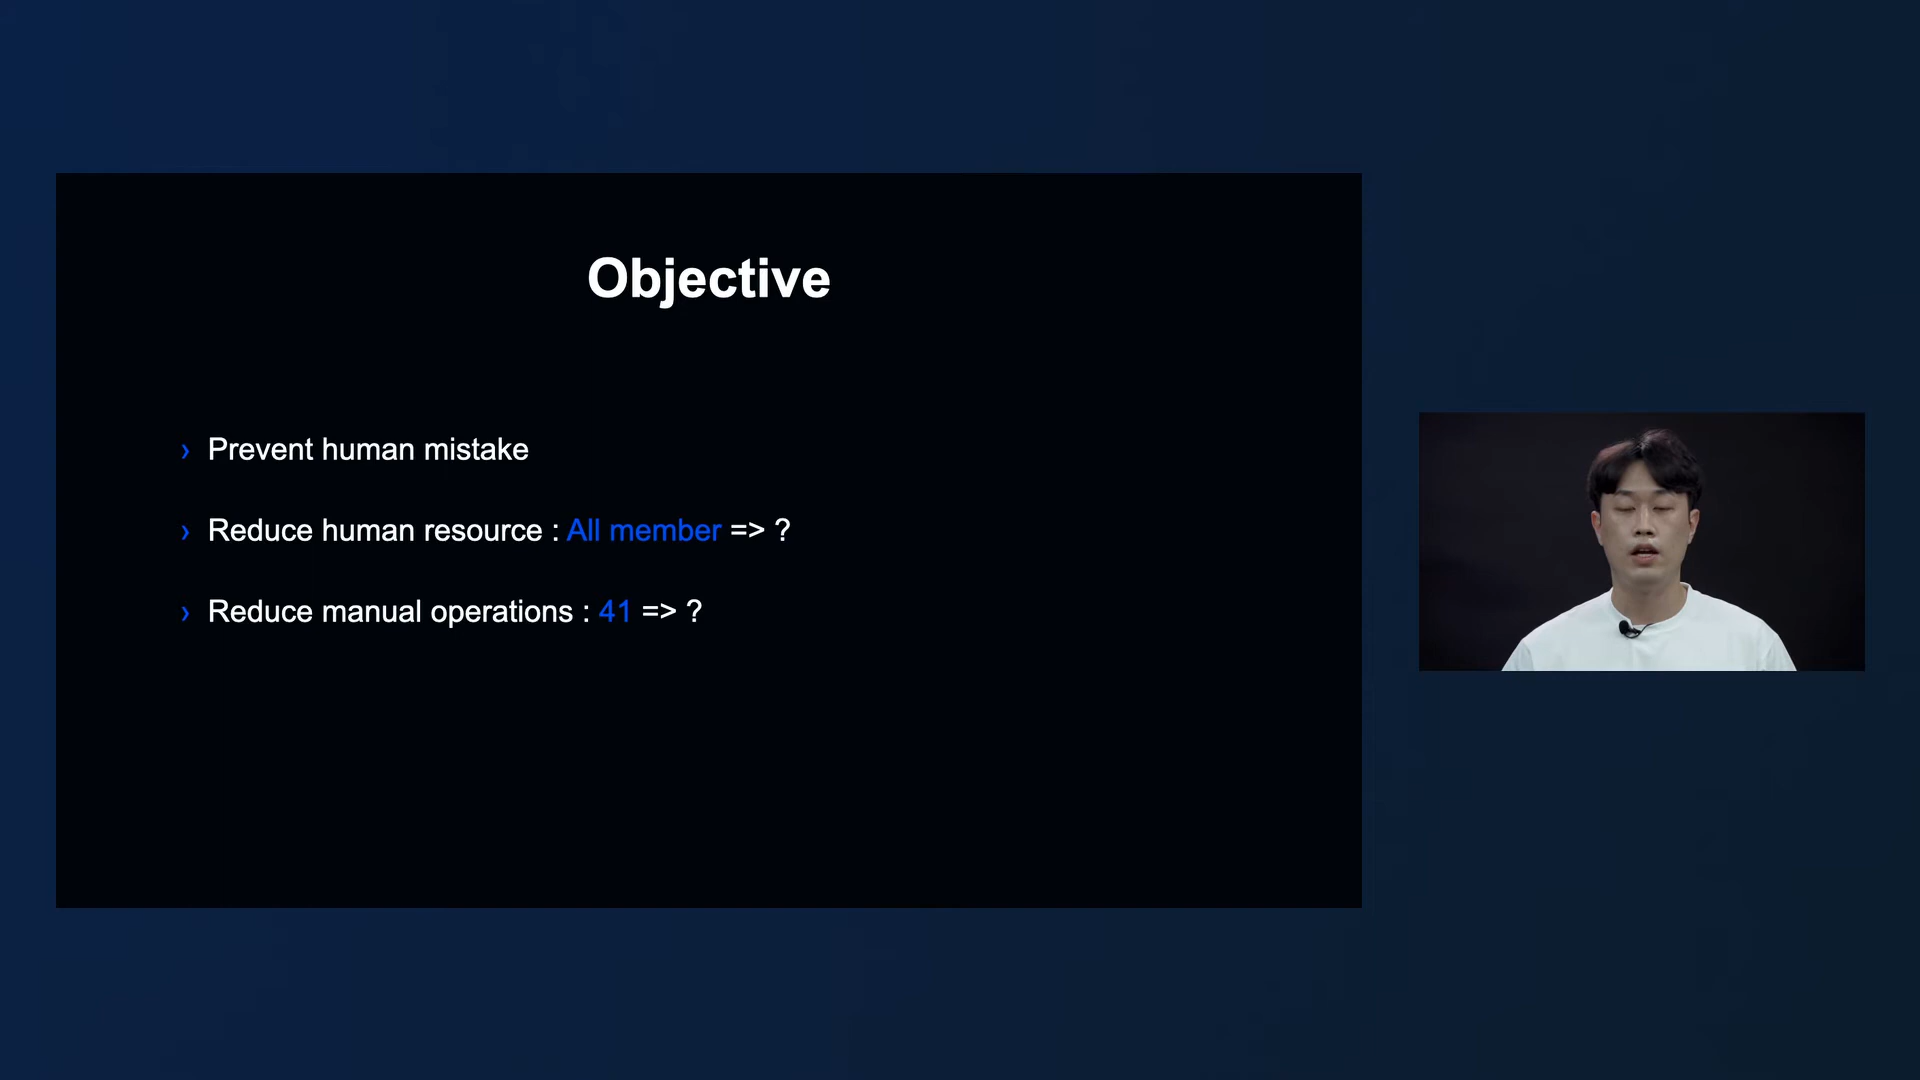 Objective
› Prevent human mistake
› Reduce human resource : All member => ?
› Reduce manual operations : 41 => ?